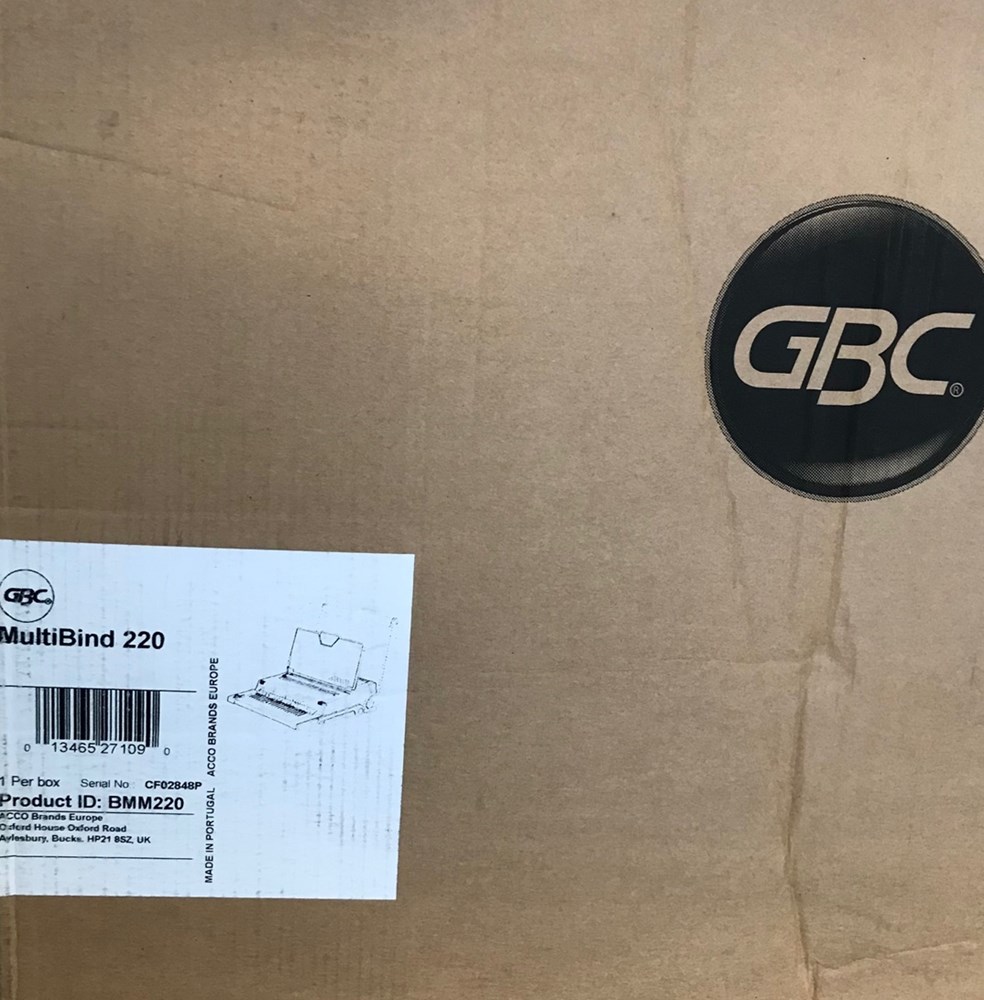 GBC®
GBC®
MultiBind 220
0 13465 27109 0
1 Per box Serial No : CF02848P
Product ID: BMM220
ACCO Brands Europe
Oxford House Oxford Road
Aylesbury, Bucks. HP21 8SZ, UK
MADE IN PORTUGAL ACCO BRANDS EUROPE